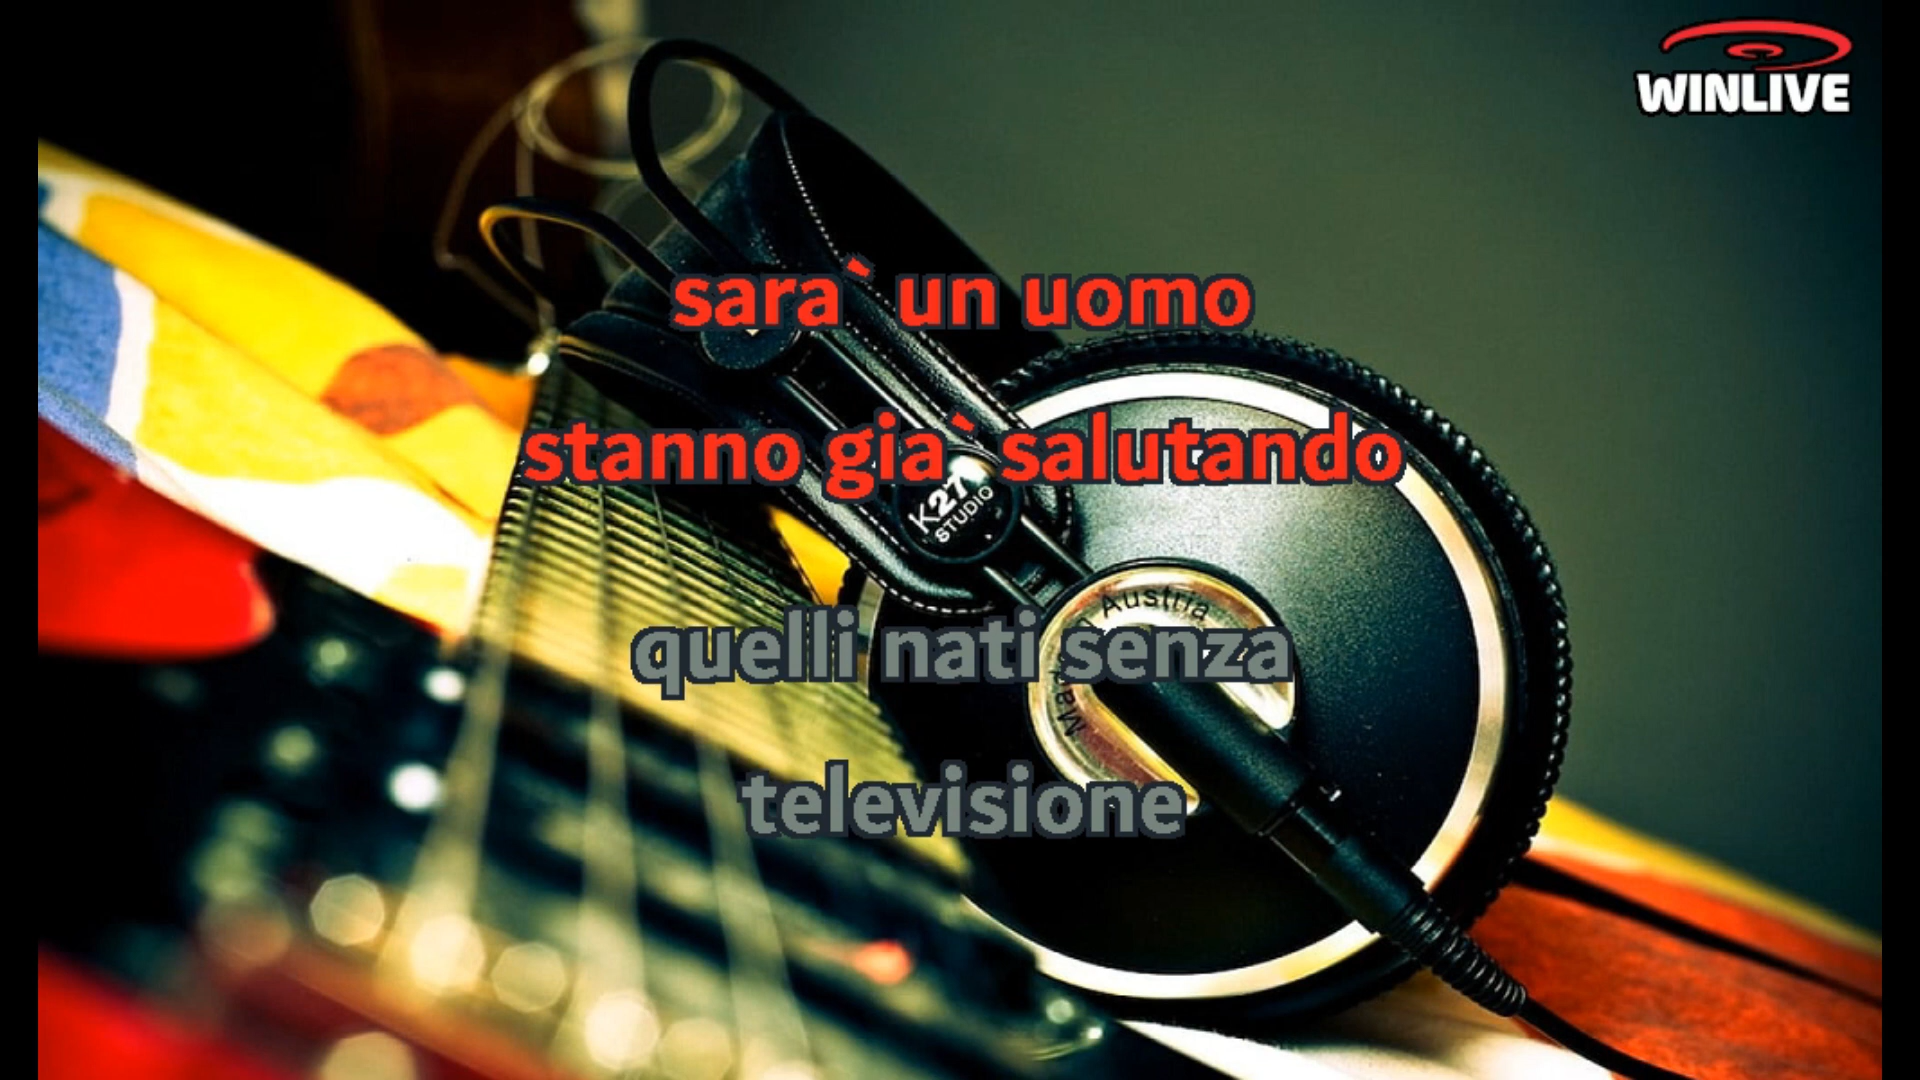 WINLIVE
sara` un uomo
stanno gia` salutando
K271
STUDIO
Austria
quelli nati senza
televisione